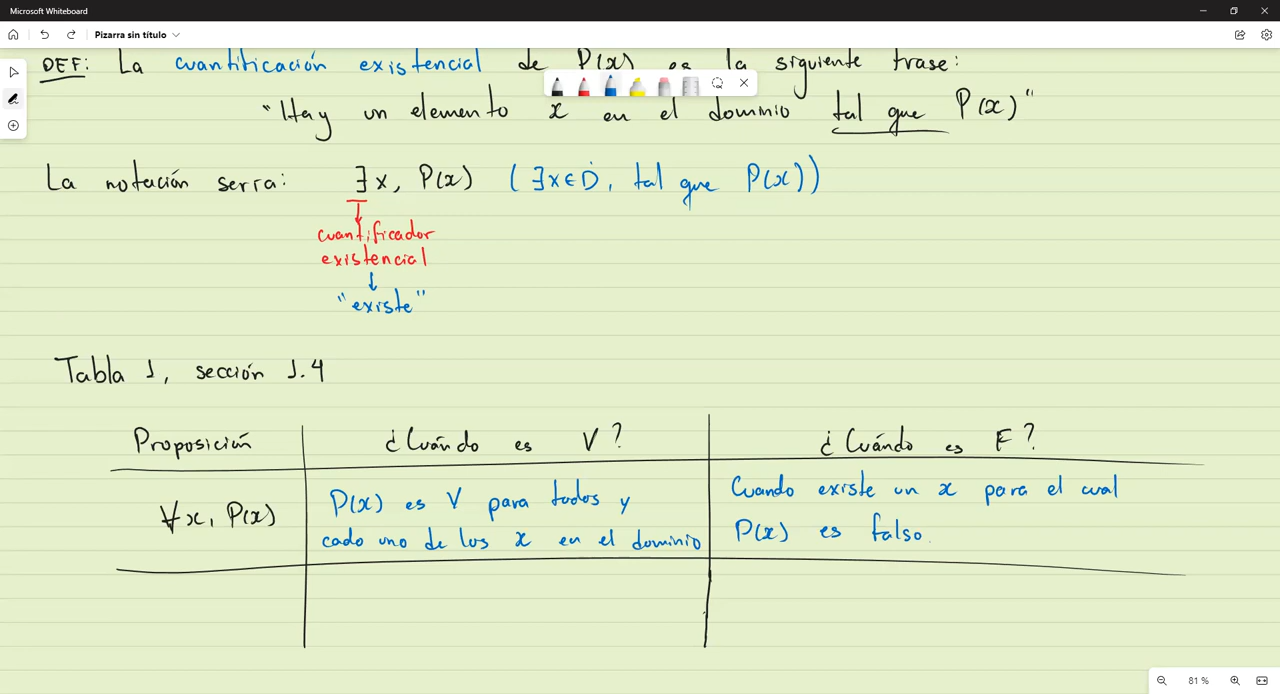 Microsoft Whiteboard
Pizarra sin título
DEF: La cuantificación existencial de P(x) es la siguiente frase:
"Hay un elemento x en el dominio tal que P(x)"
La notación serra: ∃x, P(x) (∃x∈D, tal que P(x))
cuantificador
existencial
"existe"
Tabla 1, sección 1.4
Proposición ¿Cuándo es V? ¿Cuándo es F?
∀x, P(x)
P(x) es V para todos y
cado uno de los x en el dominio
Cuando existe un x para el cual
P(x) es falso.
81 %